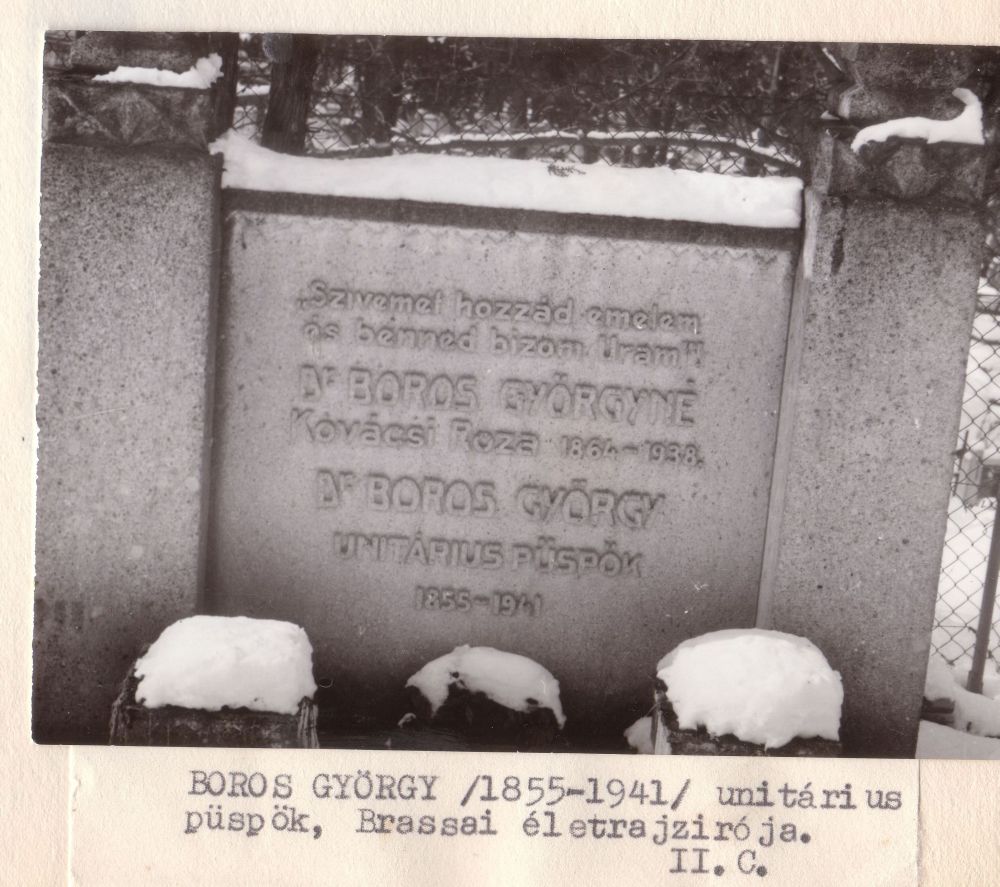 „Szivemet hozzád emelem
és benned bizom Uram!"
Dr BOROS GYÖRGYNÉ
Kovácsi Roza 1864-1938.
Dr BOROS GYÖRGY
UNITÁRIUS PÜSPÖK
1855-1941
BOROS GYÖRGY /1855-1941/ unitárius
püspök, Brassai életrajzirója.
II.C.